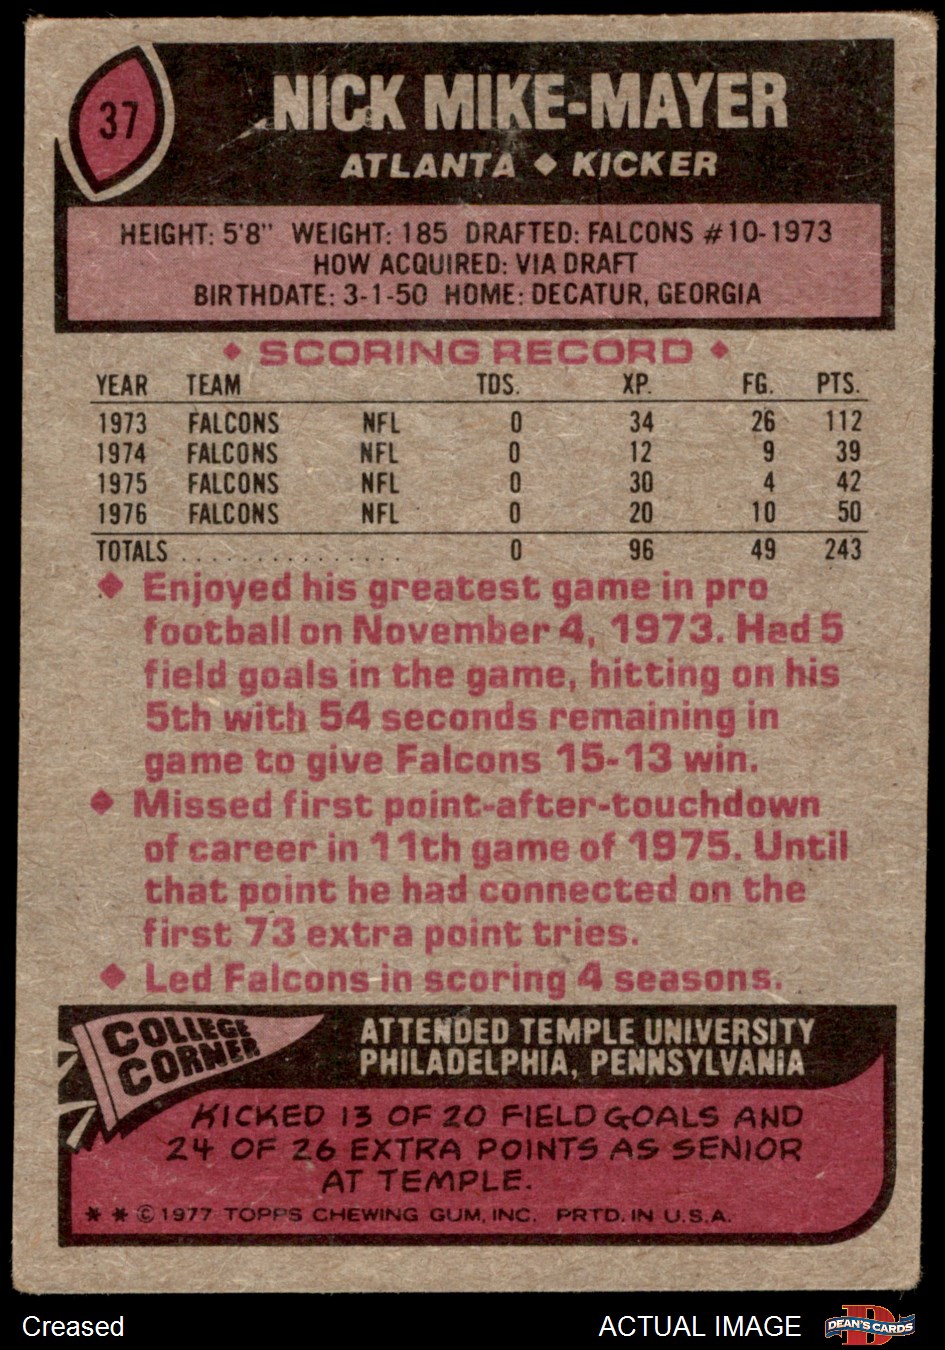 37
NICK MIKE-MAYER
ATLANTA ◆ KICKER
HEIGHT: 5'8" WEIGHT: 185 DRAFTED: FALCONS #10-1973
HOW ACQUIRED: VIA DRAFT
BIRTHDATE: 3-1-50 HOME: DECATUR, GEORGIA
◆ SCORING RECORD ◆
YEAR TEAM TDS. XP. FG. PTS.
1973 FALCONS NFL 0 34 26 112
1974 FALCONS NFL 0 12 9 39
1975 FALCONS NFL 0 30 4 42
1976 FALCONS NFL 0 20 10 50
TOTALS . . . . . . . . . . . . . . . 0 96 49 243
◆ Enjoyed his greatest game in pro
football on November 4, 1973. Had 5
field goals in the game, hitting on his
5th with 54 seconds remaining in
game to give Falcons 15-13 win.
◆ Missed first point-after-touchdown
of career in 11th game of 1975. Until
that point he had connected on the
first 73 extra point tries.
◆ Led Falcons in scoring 4 seasons.
COLLEGE
CORNER
ATTENDED TEMPLE UNIVERSITY
PHILADELPHIA, PENNSYLVANIA
KICKED 13 OF 20 FIELD GOALS AND
24 OF 26 EXTRA POINTS AS SENIOR
AT TEMPLE.
* * © 1977 TOPPS CHEWING GUM, INC. PRTD. IN U.S.A.
Creased
ACTUAL IMAGE
DEAN'S CARDS